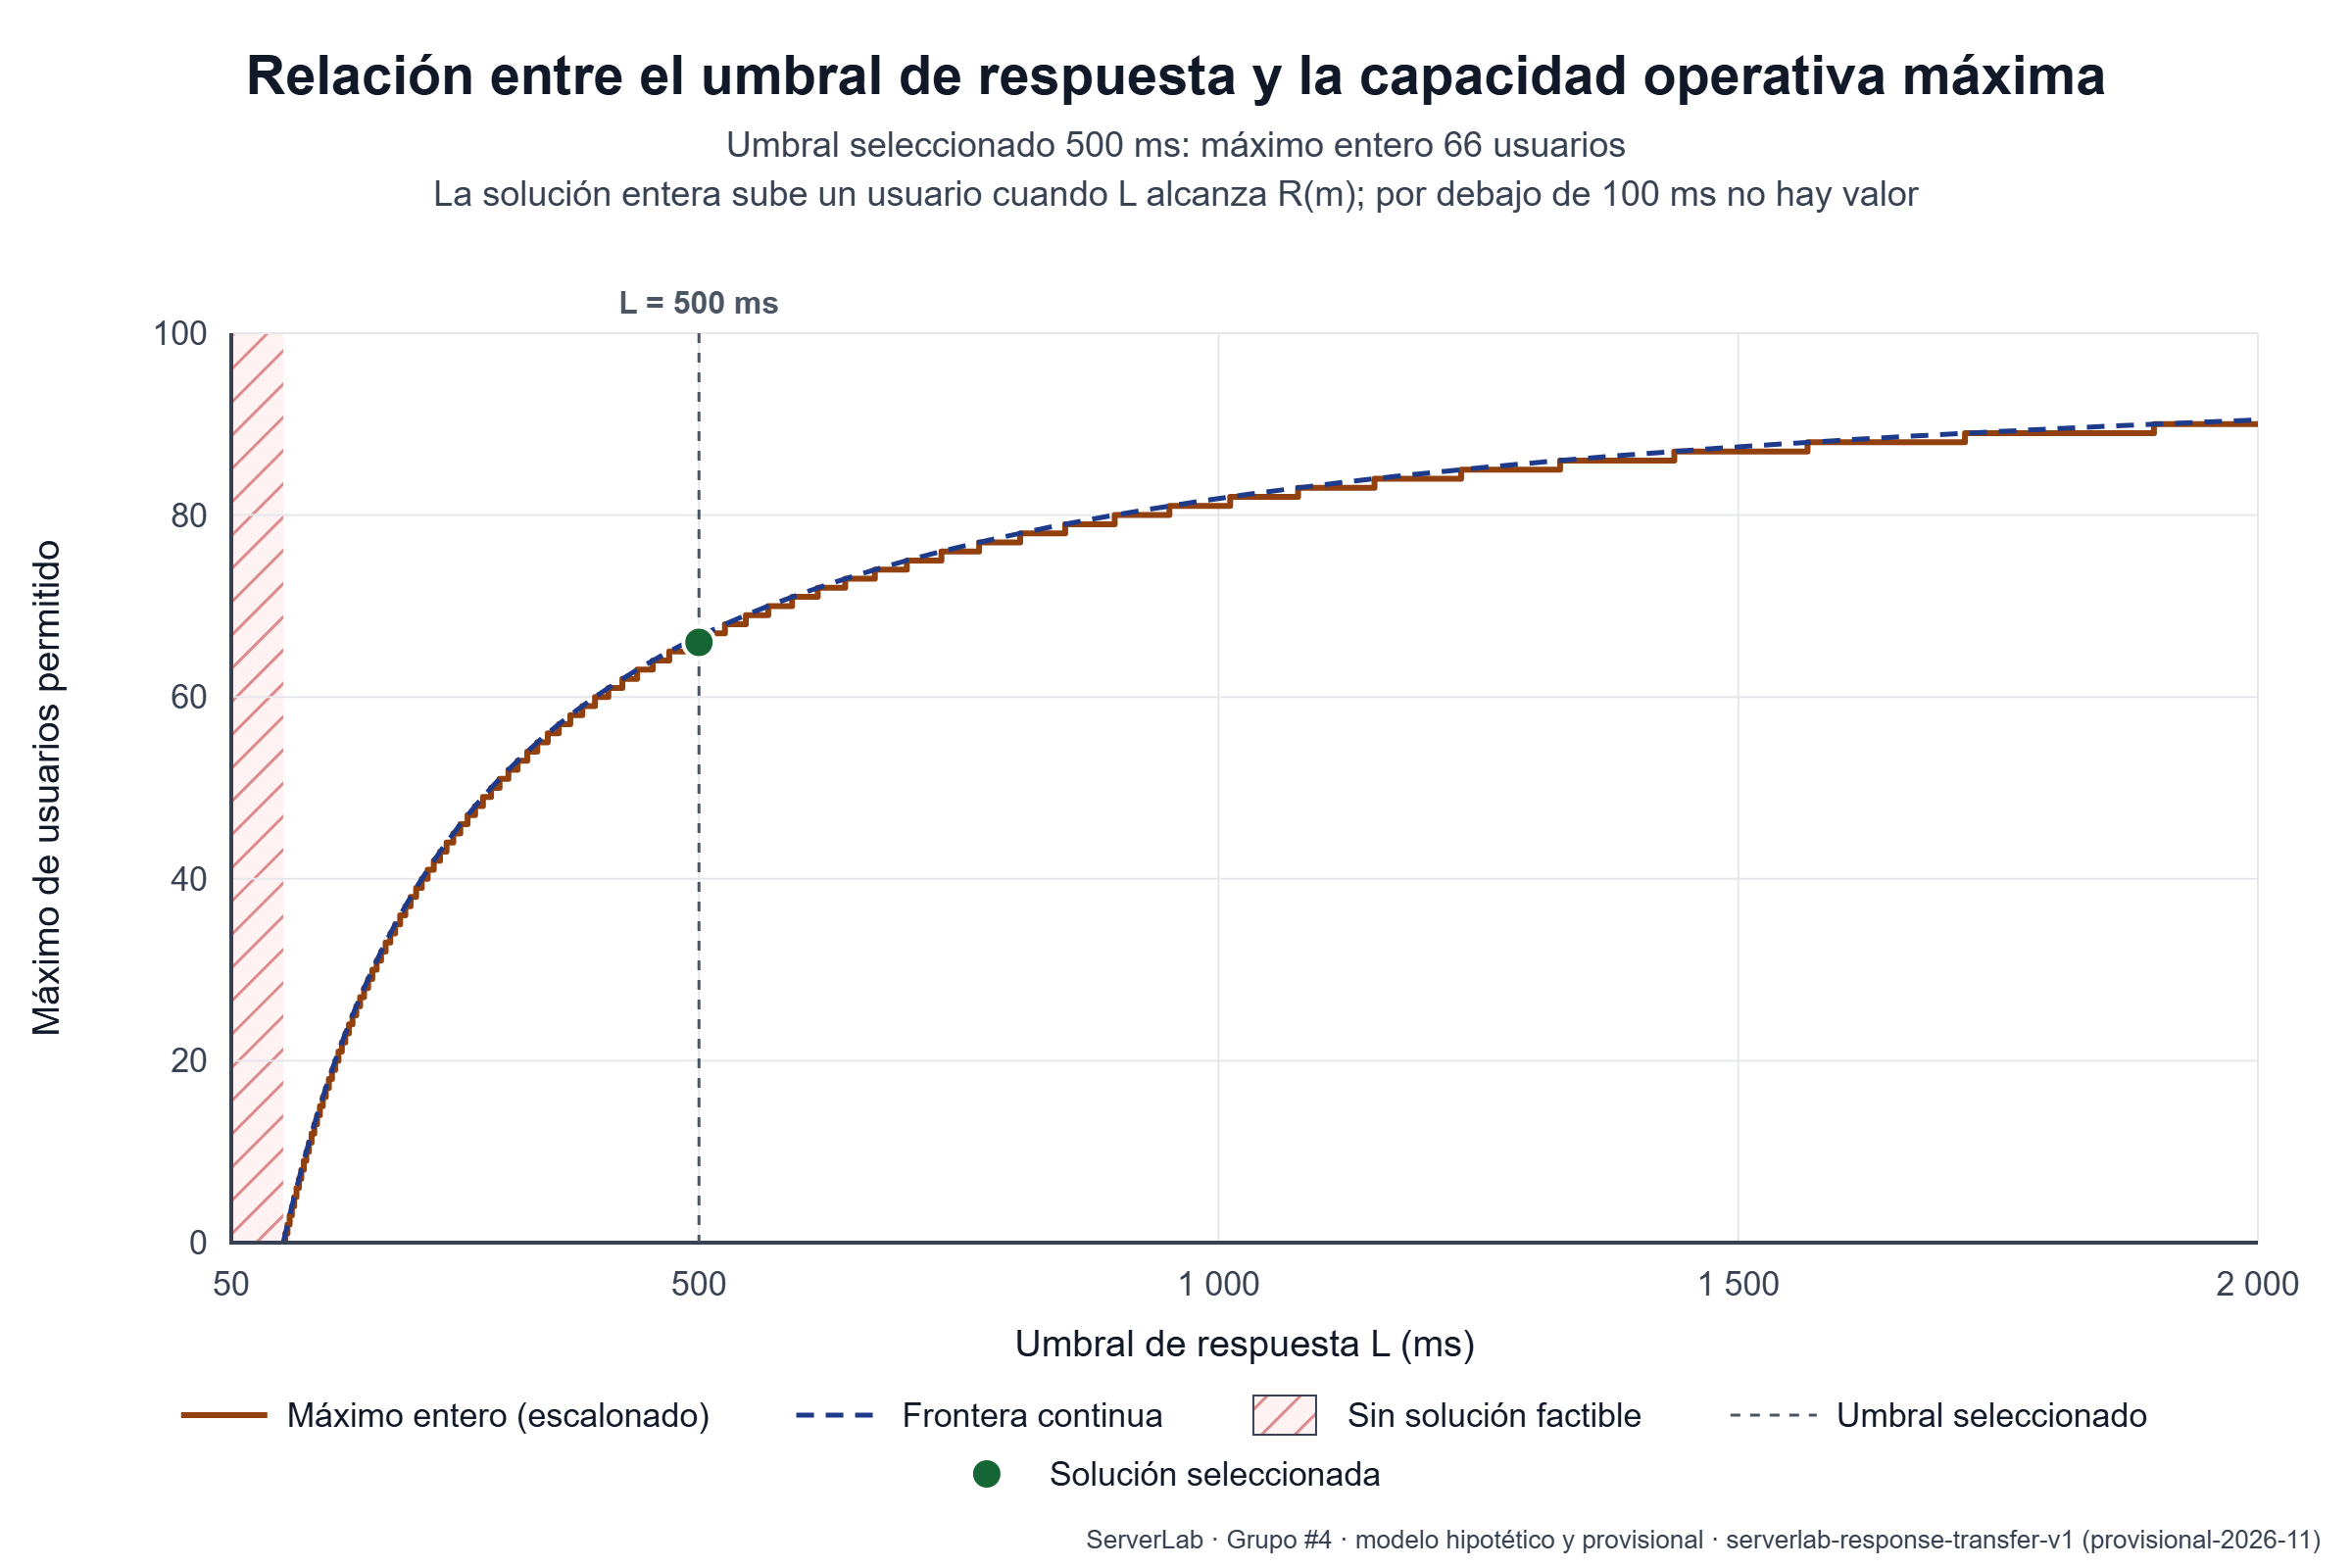 Relación entre el umbral de respuesta y la capacidad operativa máxima
Umbral seleccionado 500 ms: máximo entero 66 usuarios
La solución entera sube un usuario cuando L alcanza R(m); por debajo de 100 ms no hay valor
L = 500 ms
100
80
60
40
20
0
Máximo de usuarios permitido
50 500 1 000 1 500 2 000
Umbral de respuesta L (ms)
Máximo entero (escalonado) Frontera continua Sin solución factible Umbral seleccionado
Solución seleccionada
ServerLab · Grupo #4 · modelo hipotético y provisional · serverlab-response-transfer-v1 (provisional-2026-11)